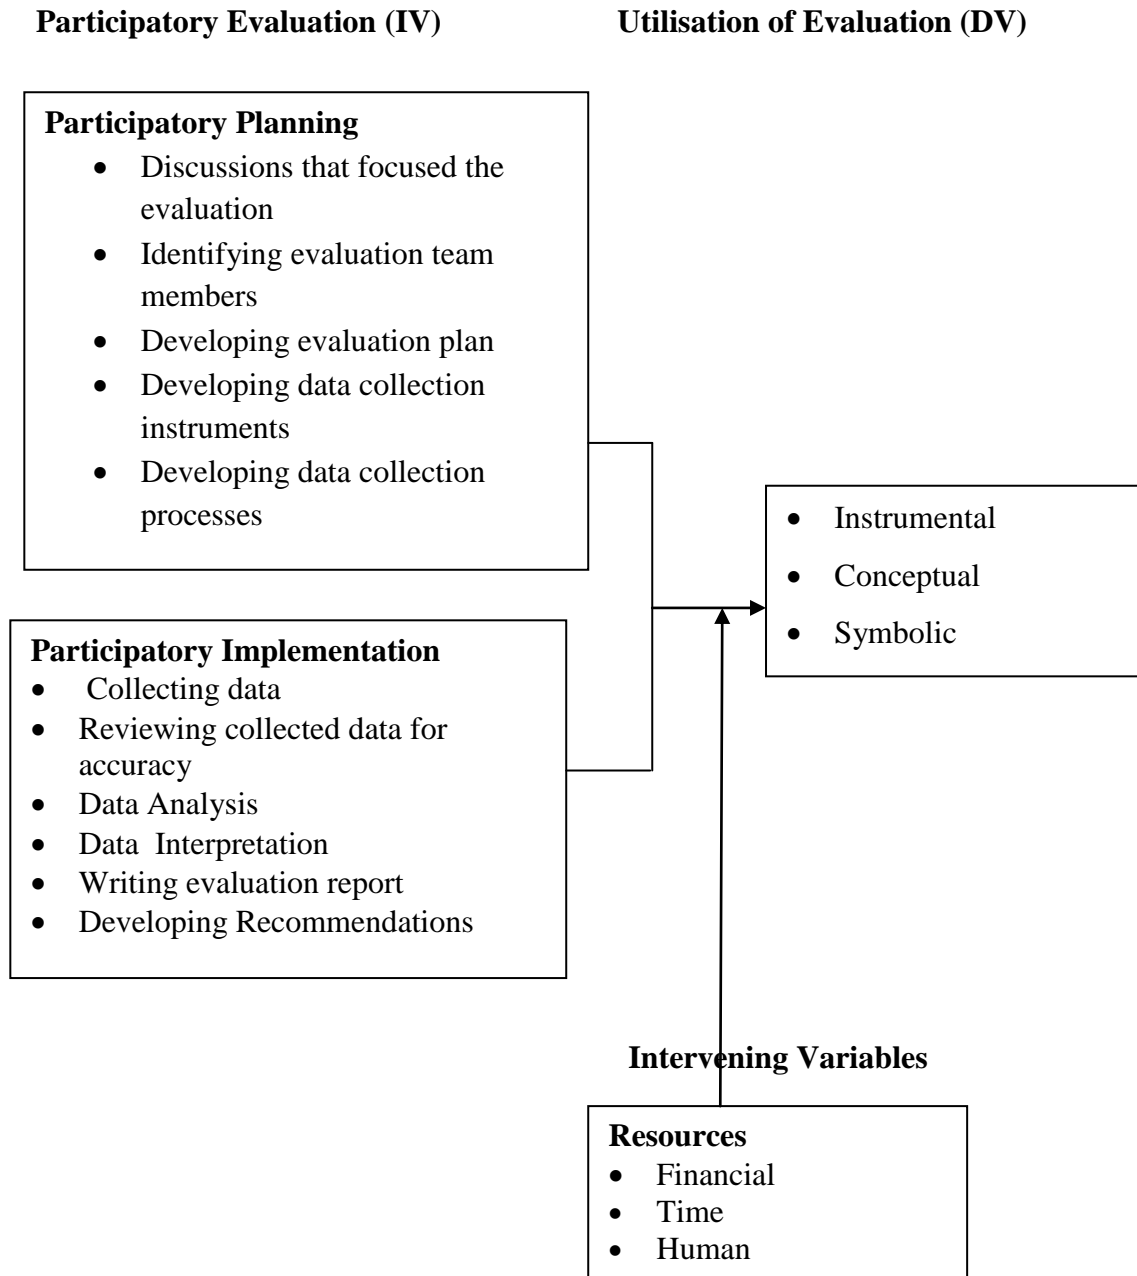 Participatory Evaluation (IV)
Utilisation of Evaluation (DV)
Participatory Planning
• Discussions that focused the
evaluation
• Identifying evaluation team
members
• Developing evaluation plan
• Developing data collection
instruments
• Developing data collection
processes
• Instrumental
• Conceptual
• Symbolic
Participatory Implementation
• Collecting data
• Reviewing collected data for
accuracy
• Data Analysis
• Data Interpretation
• Writing evaluation report
• Developing Recommendations
Intervening Variables
Resources
• Financial
• Time
• Human